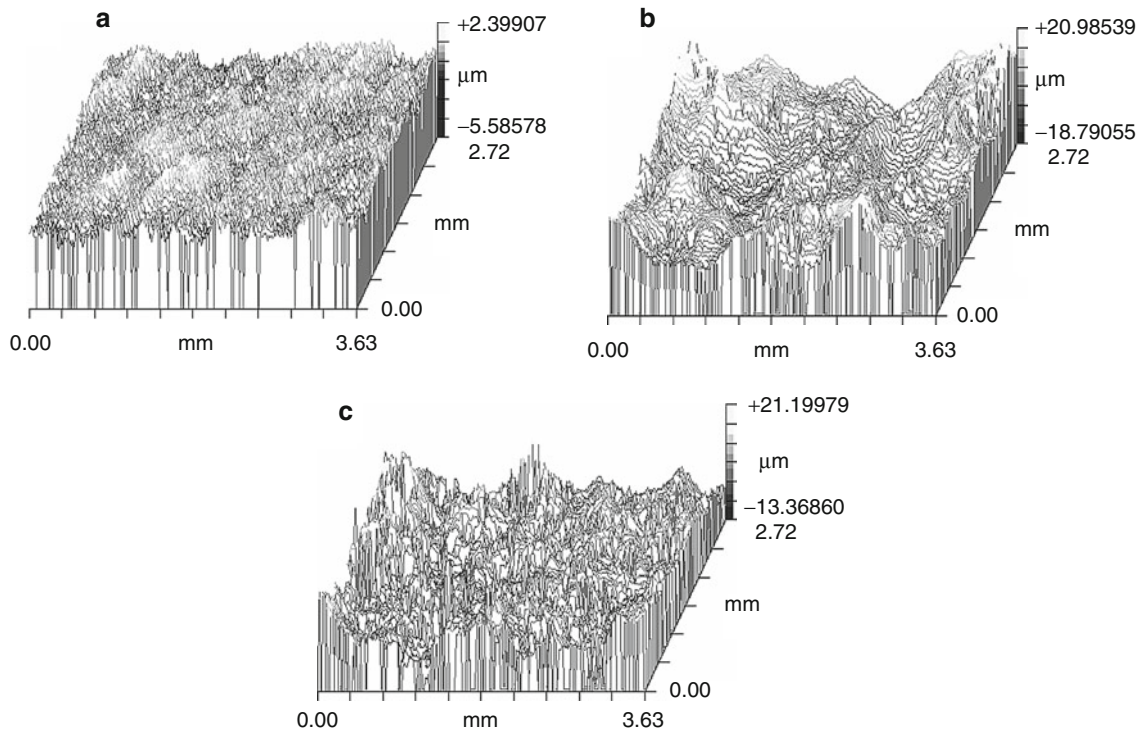 a
+2.39907
μm
−5.58578
2.72
mm
0.00
0.00 mm 3.63
b
+20.98539
μm
−18.79055
2.72
mm
0.00
0.00 mm 3.63
c
+21.19979
μm
−13.36860
2.72
mm
0.00
0.00 mm 3.63